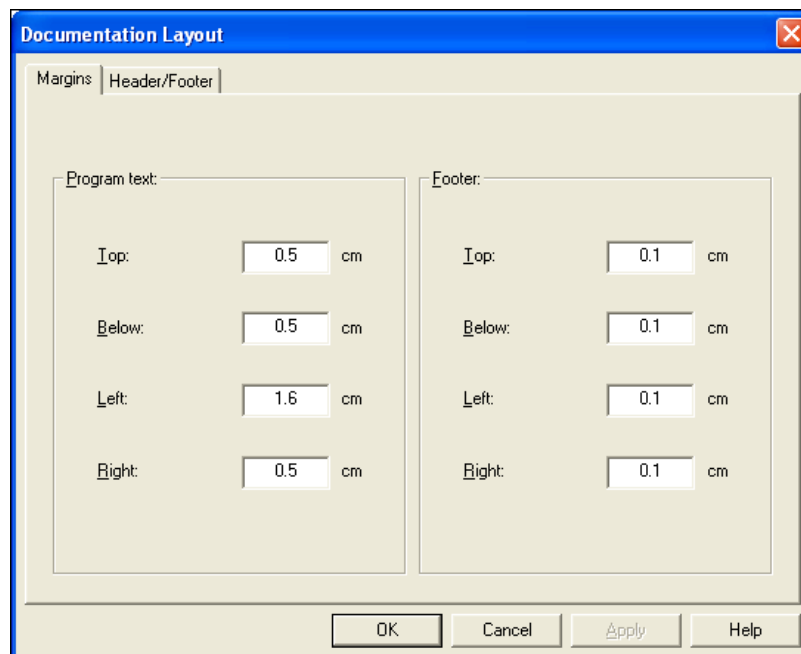 Documentation Layout
Margins Header/Footer
Program text: Footer:
Top: 0.5 cm Top: 0.1 cm
Below: 0.5 cm Below: 0.1 cm
Left: 1.6 cm Left: 0.1 cm
Right: 0.5 cm Right: 0.1 cm
OK Cancel Apply Help